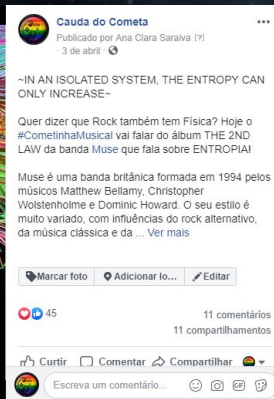 Cauda do Cometa
Publicado por Ana Clara Saraiva [?]
· 3 de abril ·
~IN AN ISOLATED SYSTEM, THE ENTROPY CAN
ONLY INCREASE~
Quer dizer que Rock também tem Física? Hoje o
#CometinhaMusical vai falar do álbum THE 2ND
LAW da banda Muse que fala sobre ENTROPIA!
Muse é uma banda britânica formada em 1994 pelos
músicos Matthew Bellamy, Christopher
Wolstenholme e Dominic Howard. O seu estilo é
muito variado, com influências do rock alternativo,
da música clássica e da ... Ver mais
Marcar foto Adicionar lo... Editar
45 11 comentários
11 compartilhamentos
Curtir Comentar Compartilhar
Escreva um comentário... GIF